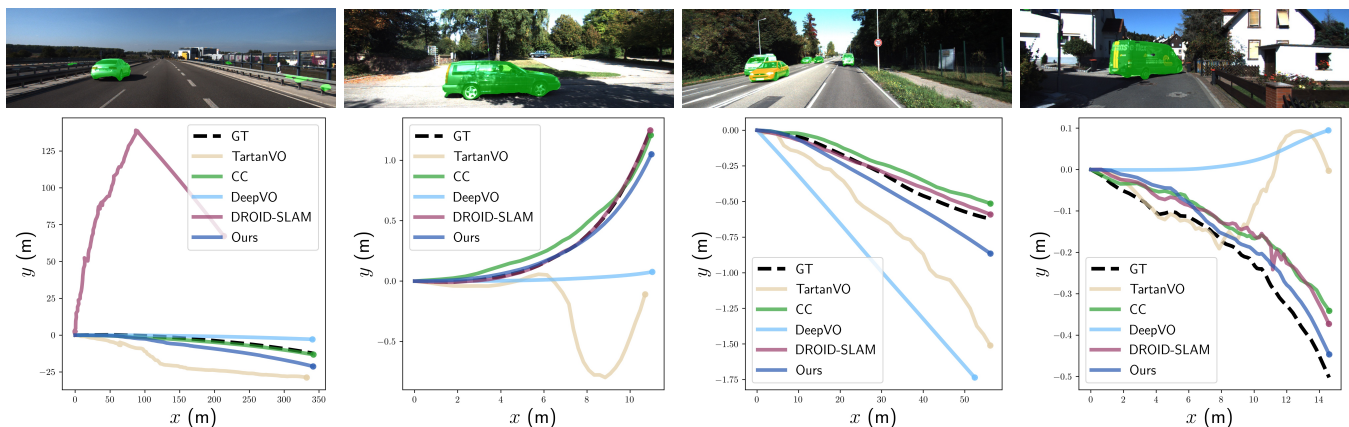 GT
TartanVO
CC
DeepVO
DROID-SLAM
Ours
125
100
75
50
25
0
−25
0
50
100
150
200
250
300
350
x (m)
y (m)
GT
TartanVO
CC
DeepVO
DROID-SLAM
Ours
1.0
0.5
0.0
−0.5
0
2
4
6
8
10
x (m)
y (m)
GT
TartanVO
CC
DeepVO
DROID-SLAM
Ours
0.00
−0.25
−0.50
−0.75
−1.00
−1.25
−1.50
−1.75
0
10
20
30
40
50
x (m)
y (m)
GT
TartanVO
CC
DeepVO
DROID-SLAM
Ours
0.1
0.0
−0.1
−0.2
−0.3
−0.4
−0.5
0
2
4
6
8
10
12
14
x (m)
y (m)